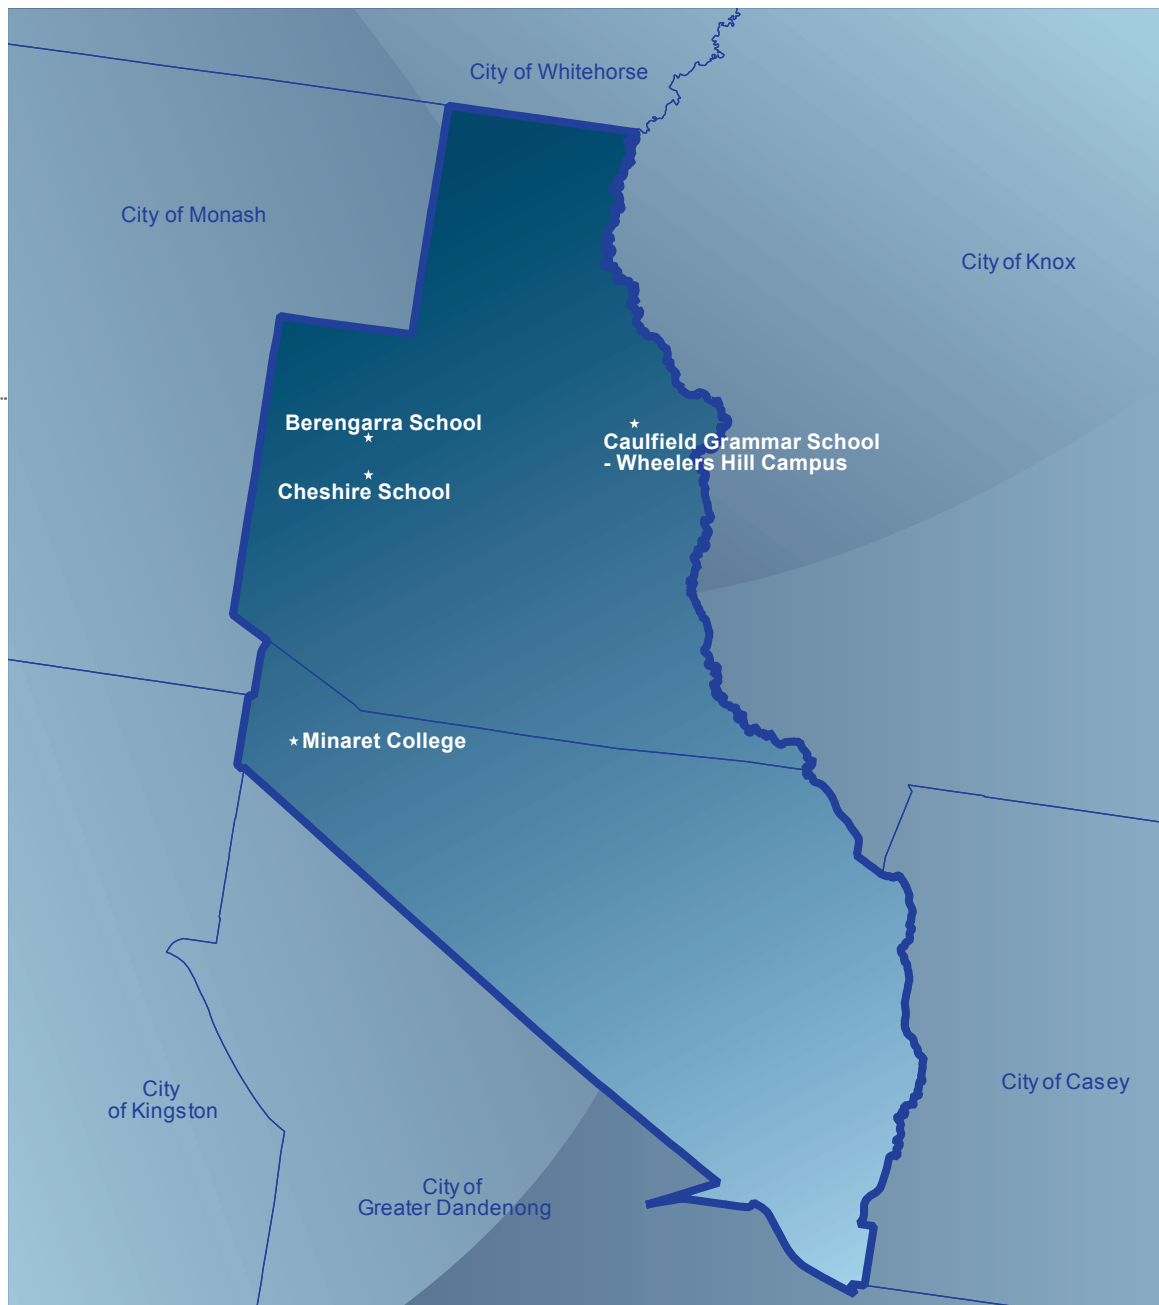 City of Whitehorse
City of Monash
City of Knox
Berengarra School
Caulfield Grammar School
- Wheelers Hill Campus
Cheshire School
Minaret College
City
of Kingston
City of Casey
City of
Greater Dandenong